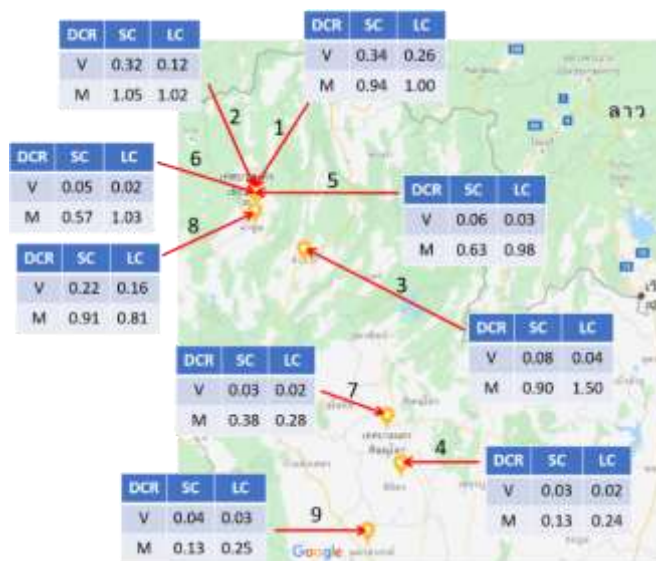 DCR SC LC
V 0.32 0.12
M 1.05 1.02
DCR SC LC
V 0.34 0.26
M 0.94 1.00
2
1
ลาว
DCR SC LC
V 0.05 0.02
M 0.57 1.03
6
5
DCR SC LC
V 0.06 0.03
M 0.63 0.98
8
DCR SC LC
V 0.22 0.16
M 0.91 0.81
3
DCR SC LC
V 0.08 0.04
M 0.90 1.50
DCR SC LC
V 0.03 0.02
M 0.38 0.28
7
4
DCR SC LC
V 0.03 0.02
M 0.13 0.24
DCR SC LC
V 0.04 0.03
M 0.13 0.25
9
Google